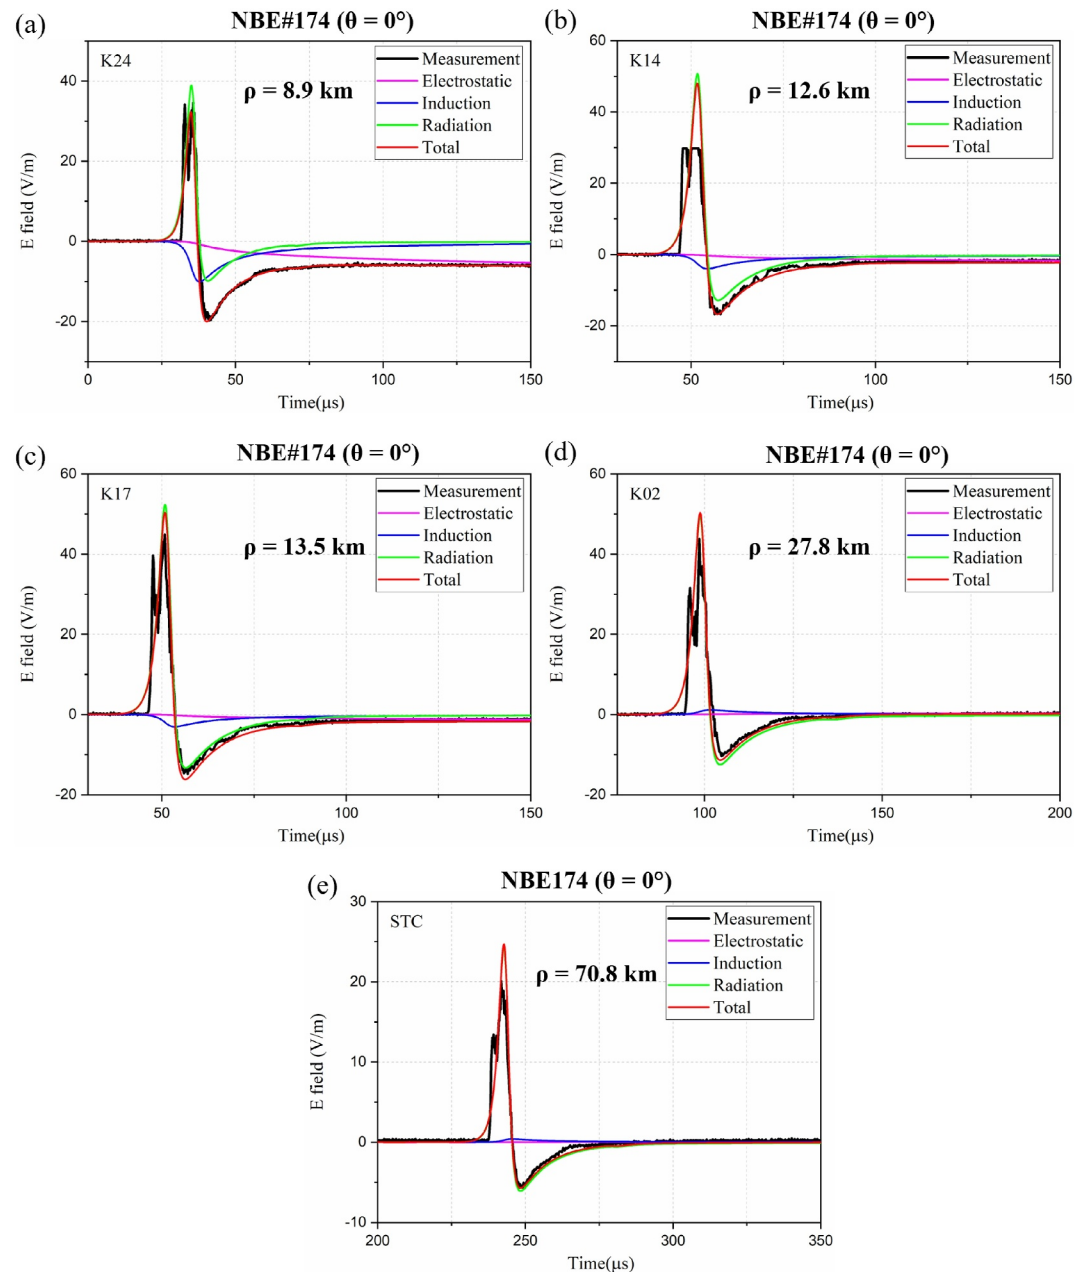 (a)
NBE#174 (θ = 0°)
K24
ρ = 8.9 km
Measurement
Electrostatic
Induction
Radiation
Total
E field (V/m)
40
20
0
-20
0
50
100
150
Time(μs)
(b)
NBE#174 (θ = 0°)
K14
ρ = 12.6 km
Measurement
Electrostatic
Induction
Radiation
Total
E field (V/m)
60
40
20
0
-20
50
100
150
Time(μs)
(c)
NBE#174 (θ = 0°)
K17
ρ = 13.5 km
Measurement
Electrostatic
Induction
Radiation
Total
E field (V/m)
60
40
20
0
-20
50
100
150
Time(μs)
(d)
NBE#174 (θ = 0°)
K02
ρ = 27.8 km
Measurement
Electrostatic
Induction
Radiation
Total
E field (V/m)
60
40
20
0
-20
100
150
200
Time(μs)
(e)
NBE174 (θ = 0°)
STC
ρ = 70.8 km
Measurement
Electrostatic
Induction
Radiation
Total
E field (V/m)
30
20
10
0
-10
200
250
300
350
Time(μs)